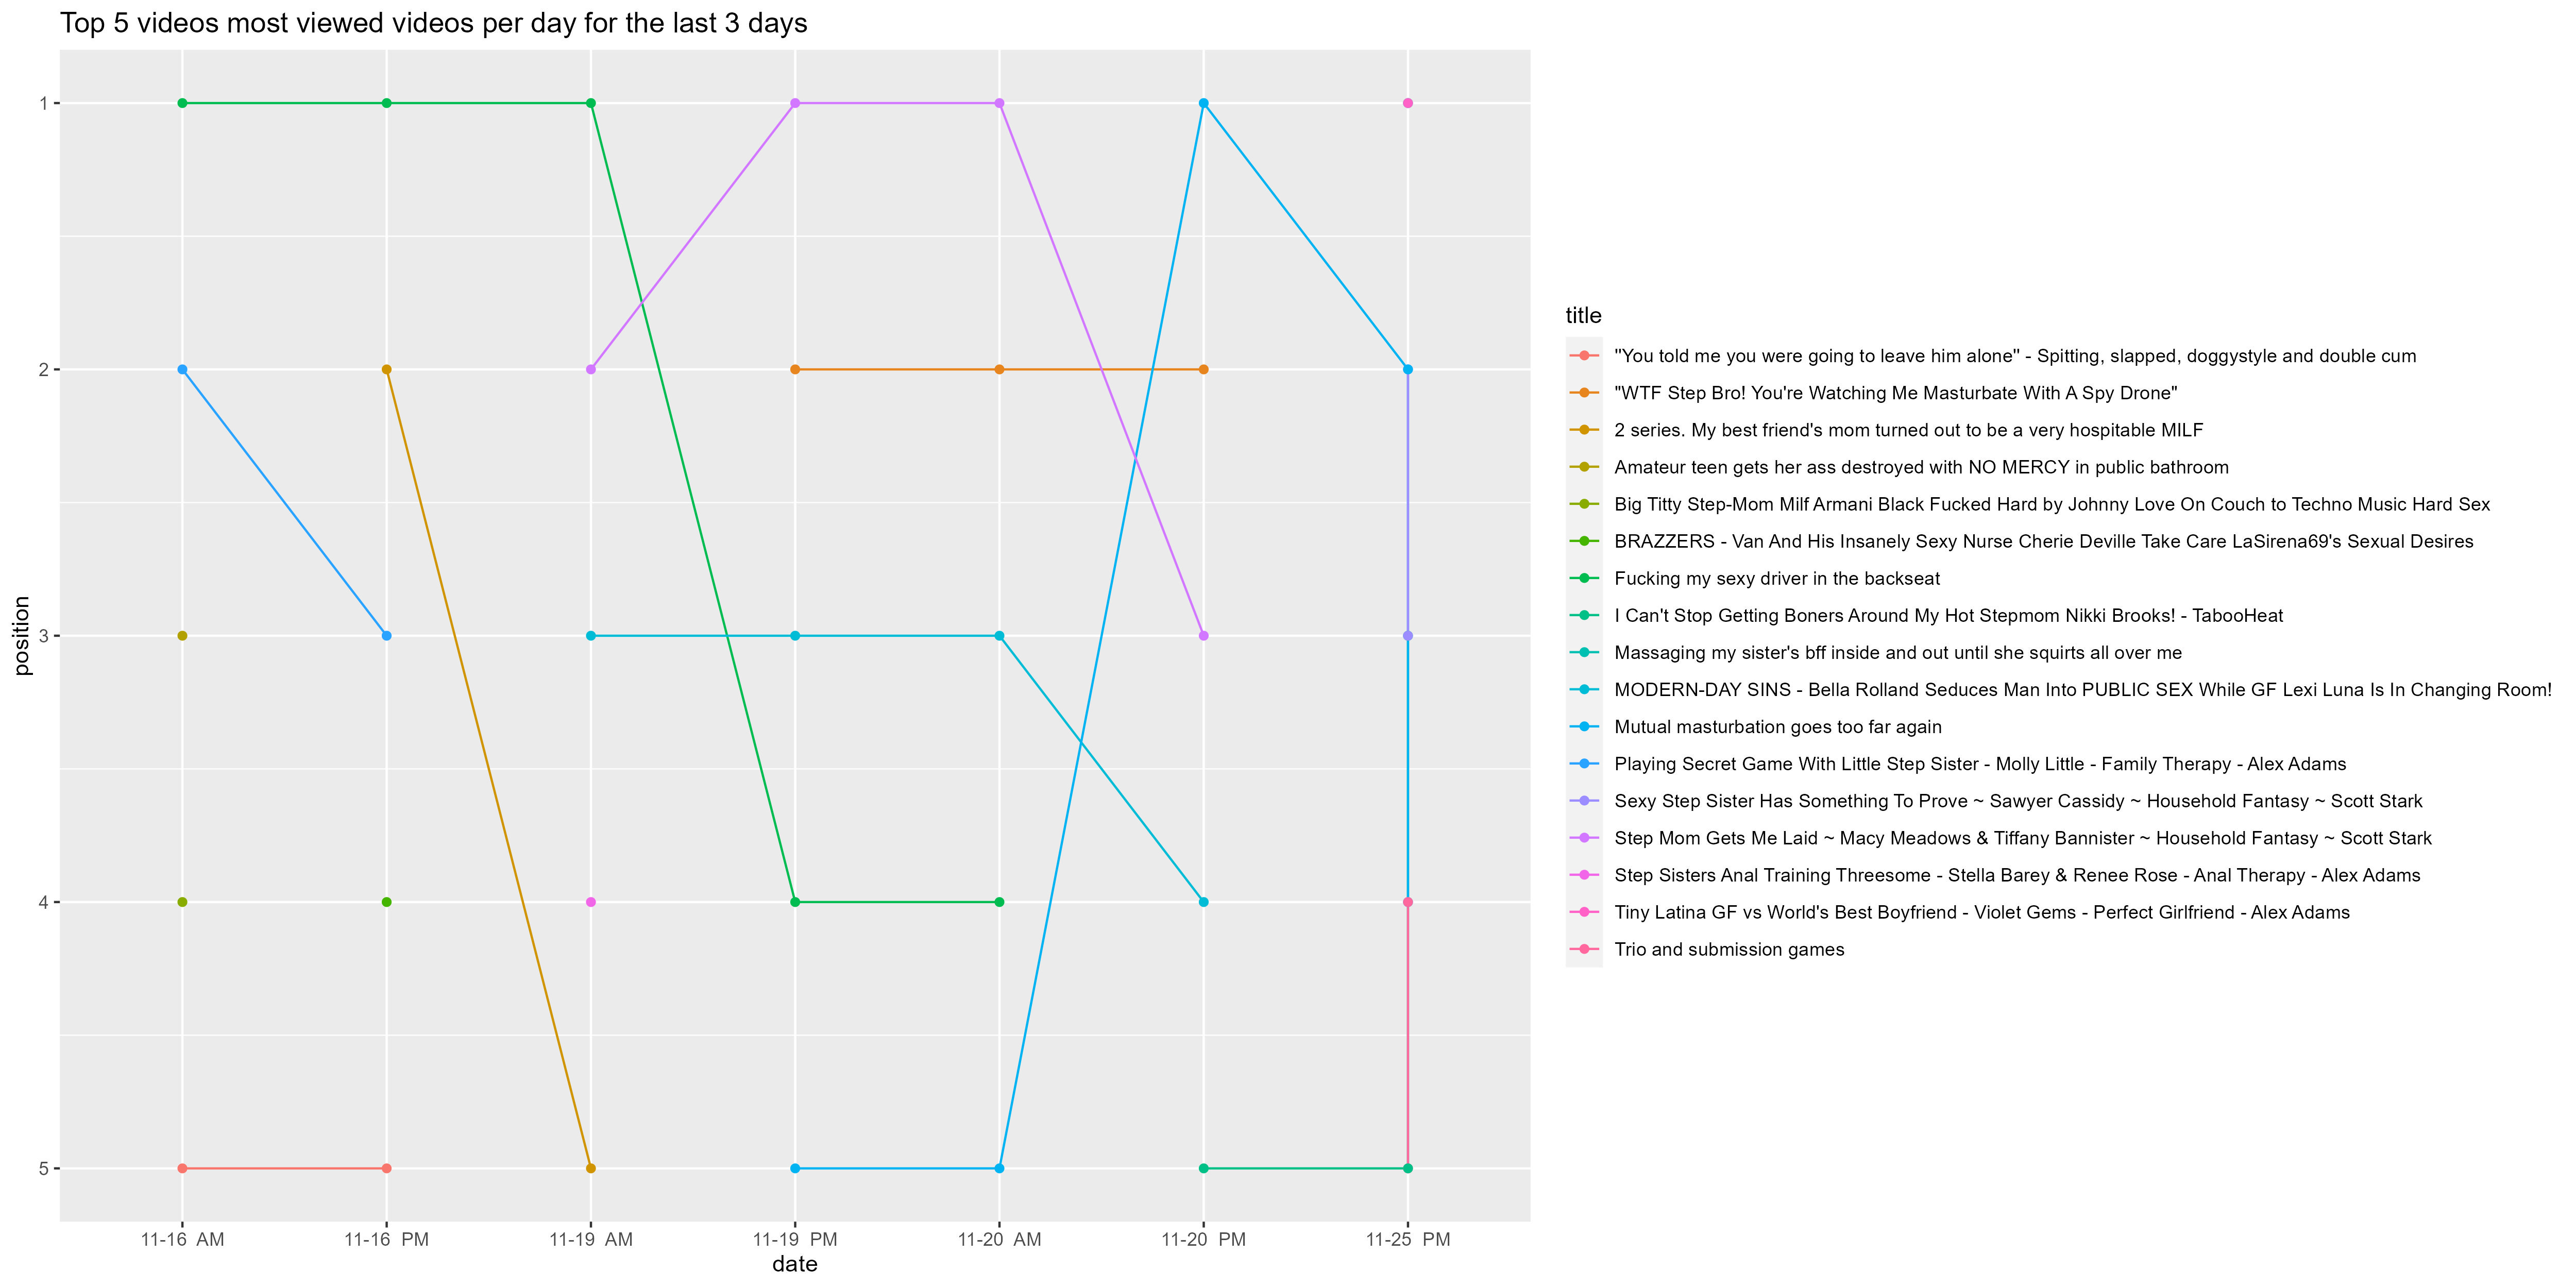 Top 5 videos most viewed videos per day for the last 3 days
position
1
2
3
4
5
11-16 AM
11-16 PM
11-19 AM
11-19 PM
11-20 AM
11-20 PM
11-25 PM
date
title
"You told me you were going to leave him alone" - Spitting, slapped, doggystyle and double cum
"WTF Step Bro! You're Watching Me Masturbate With A Spy Drone"
2 series. My best friend's mom turned out to be a very hospitable MILF
Amateur teen gets her ass destroyed with NO MERCY in public bathroom
Big Titty Step-Mom Milf Armani Black Fucked Hard by Johnny Love On Couch to Techno Music Hard Sex
BRAZZERS - Van And His Insanely Sexy Nurse Cherie Deville Take Care LaSirena69's Sexual Desires
Fucking my sexy driver in the backseat
I Can't Stop Getting Boners Around My Hot Stepmom Nikki Brooks! - TabooHeat
Massaging my sister's bff inside and out until she squirts all over me
MODERN-DAY SINS - Bella Rolland Seduces Man Into PUBLIC SEX While GF Lexi Luna Is In Changing Room!
Mutual masturbation goes too far again
Playing Secret Game With Little Step Sister - Molly Little - Family Therapy - Alex Adams
Sexy Step Sister Has Something To Prove ~ Sawyer Cassidy ~ Household Fantasy ~ Scott Stark
Step Mom Gets Me Laid ~ Macy Meadows & Tiffany Bannister ~ Household Fantasy ~ Scott Stark
Step Sisters Anal Training Threesome - Stella Barey & Renee Rose - Anal Therapy - Alex Adams
Tiny Latina GF vs World's Best Boyfriend - Violet Gems - Perfect Girlfriend - Alex Adams
Trio and submission games